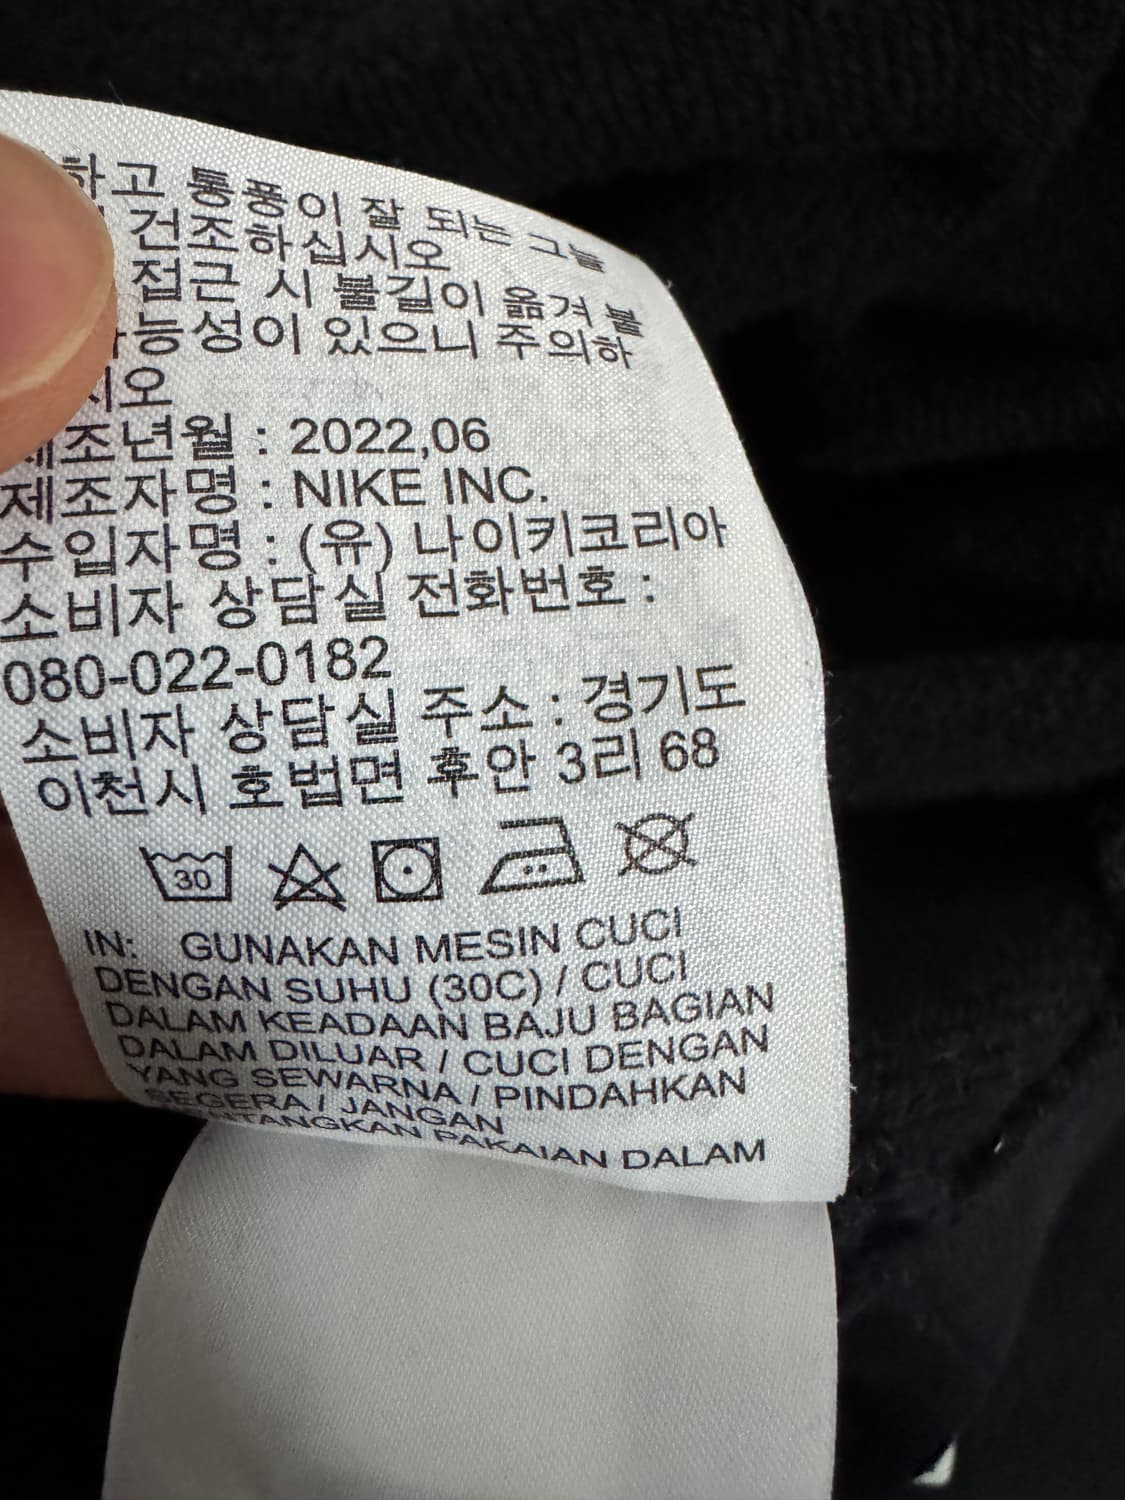 하고 통풍이 잘 되는 그늘
건조하십시오
접근 시 불길이 옮겨 붙
능성이 있으니 주의하
시오
제조년월 : 2022,06
제조자명 : NIKE INC.
수입자명 : (유) 나이키코리아
소비자 상담실 전화번호 :
080-022-0182
소비자 상담실 주소 : 경기도
이천시 호법면 후안 3리 68
30
IN: GUNAKAN MESIN CUCI
DENGAN SUHU (30C) / CUCI
DALAM KEADAAN BAJU BAGIAN
DALAM DILUAR / CUCI DENGAN
YANG SEWARNA / PINDAHKAN
SEGERA / JANGAN
PAKAIAN DALAM